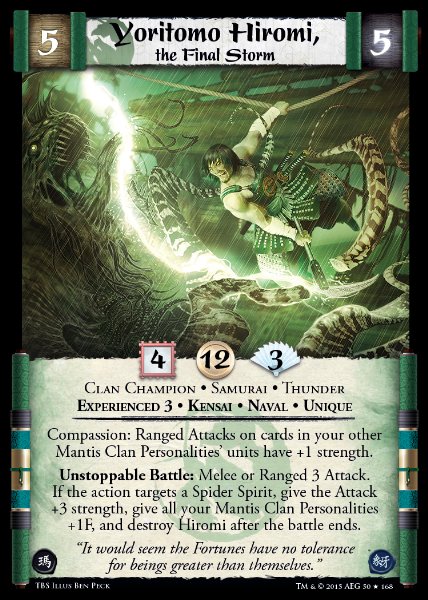 5
Yoritomo Hiromi,
the Final Storm
5
4
12
3
Clan Champion • Samurai • Thunder
Experienced 3 • Kensai • Naval • Unique
Compassion: Ranged Attacks on cards in your other
Mantis Clan Personalities' units have +1 strength.
Unstoppable Battle: Melee or Ranged 3 Attack.
If the action targets a Spider Spirit, give the Attack
+3 strength, give all your Mantis Clan Personalities
+1F, and destroy Hiromi after the battle ends.
“It would seem the Fortunes have no tolerance
for beings greater than themselves.”
TBS Illus Ben Peck
TM & © 2015 AEG 50 ★ 168